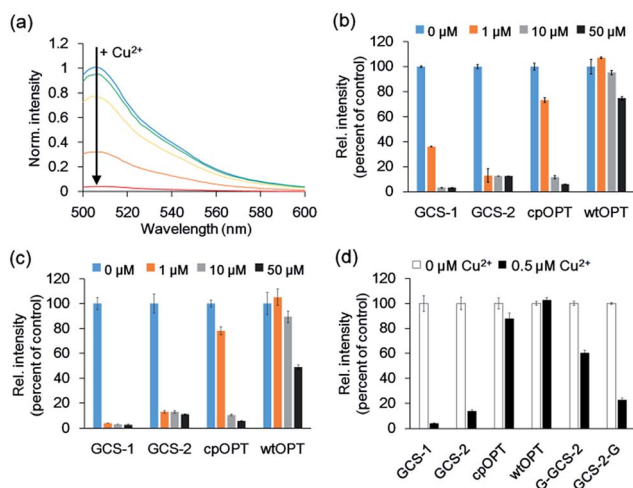 (a)
+ Cu²⁺
Norm. intensity
1.2
1
0.8
0.6
0.4
0.2
0
500 520 540 560 580 600
Wavelength (nm)
(b)
0 µM 1 µM 10 µM 50 µM
Rel. intensity
(percent of control)
120
100
80
60
40
20
0
GCS-1 GCS-2 cpOPT wtOPT
(c)
0 µM 1 µM 10 µM 50 µM
Rel. intensity
(percent of control)
120
100
80
60
40
20
0
GCS-1 GCS-2 cpOPT wtOPT
(d)
0 µM Cu²⁺ 0.5 µM Cu²⁺
Rel. intensity
(percent of control)
120
100
80
60
40
20
0
GCS-1 GCS-2 cpOPT wtOPT G-GCS-2 GCS-2-G